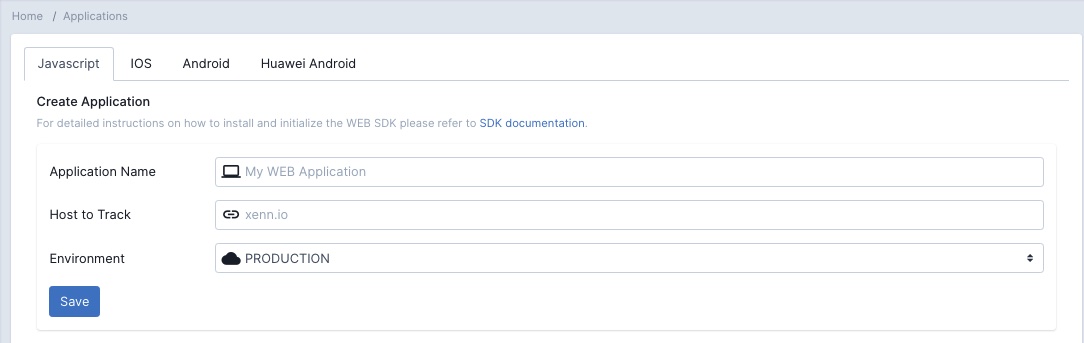 Home / Applications
Javascript IOS Android Huawei Android
Create Application
For detailed instructions on how to install and initialize the WEB SDK please refer to SDK documentation.
Application Name My WEB Application
Host to Track xenn.io
Environment PRODUCTION
Save